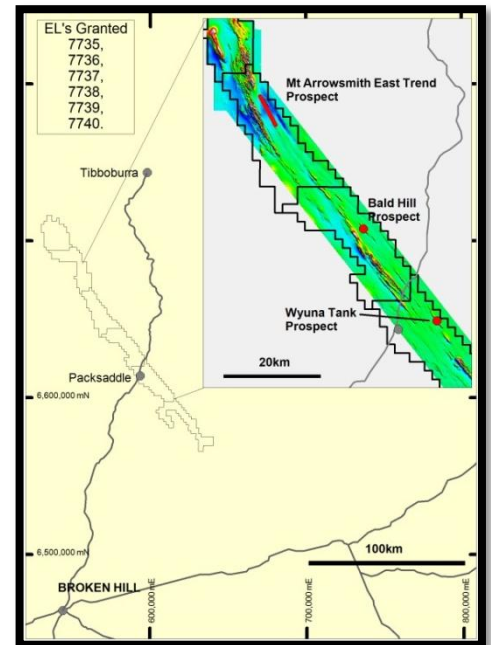 EL's Granted
7735,
7736,
7737,
7738,
7739,
7740.
Mt Arrowsmith East Trend
Prospect
Tibbooburra
Bald Hill
Prospect
Wyuna Tank
Prospect
20km
Packsaddle
6,600,000 mN
6,500,000 mN
100km
BROKEN HILL
600,000 mE
700,000 mE
800,000 mE